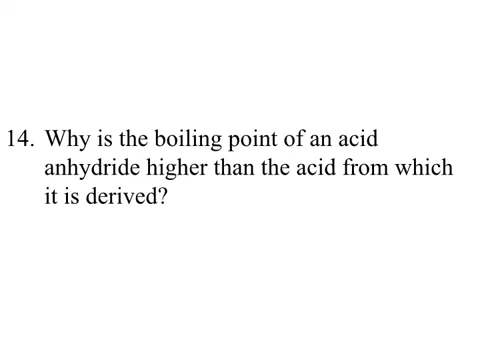 14. Why is the boiling point of an acid
anhydride higher than the acid from which
it is derived?